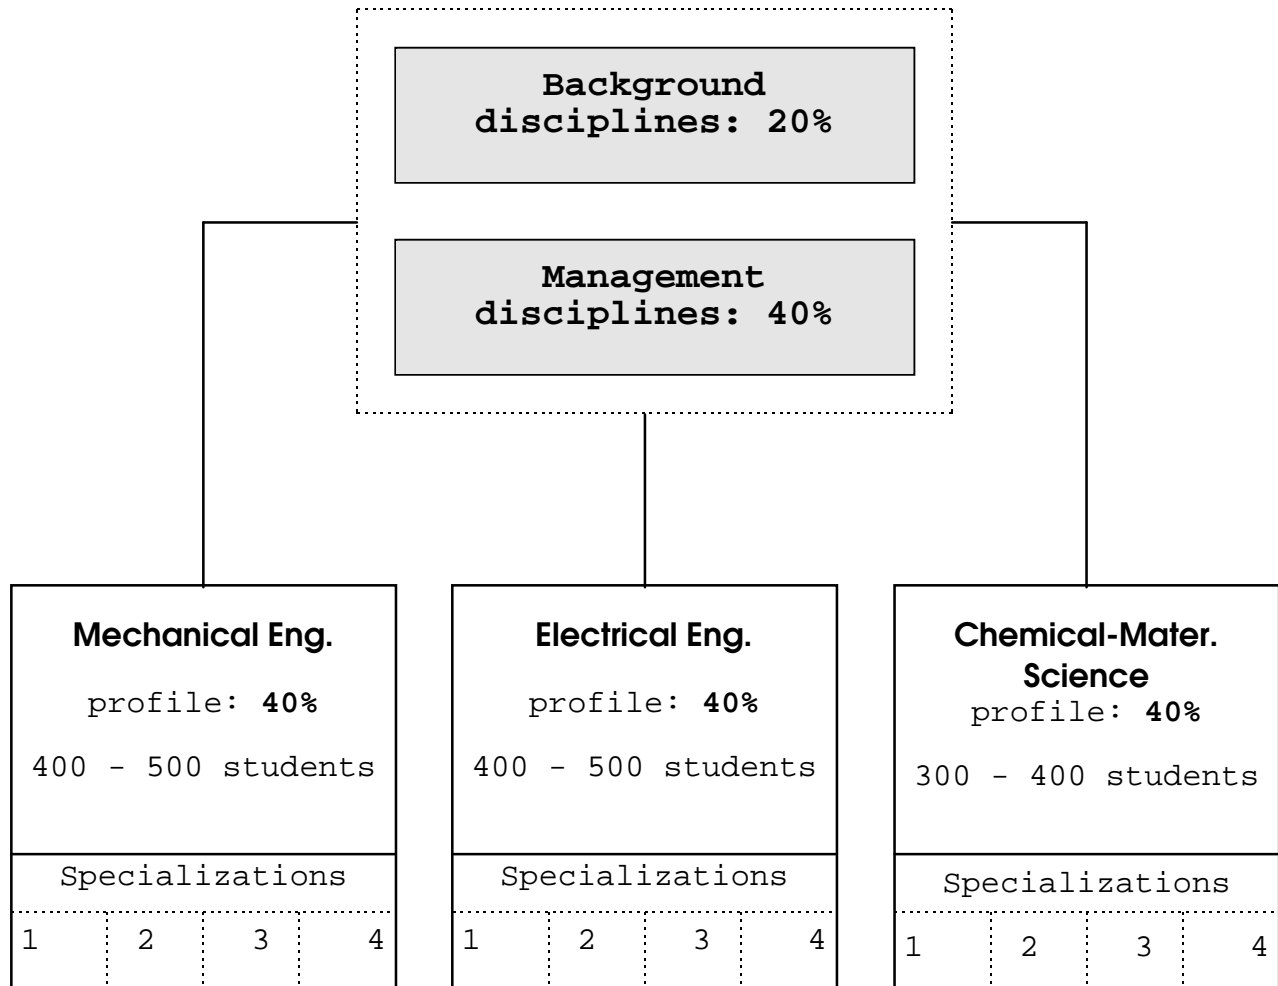 Background
disciplines: 20%
Management
disciplines: 40%
Mechanical Eng.
profile: 40%
400 - 500 students
Specializations
1 2 3 4
Electrical Eng.
profile: 40%
400 - 500 students
Specializations
1 2 3 4
Chemical-Mater.
Science
profile: 40%
300 - 400 students
Specializations
1 2 3 4